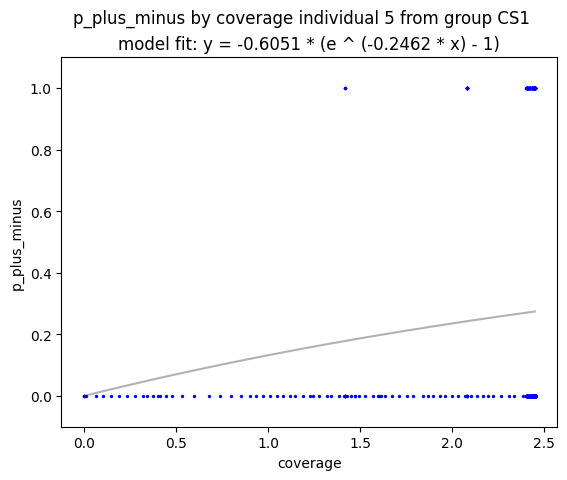 p_plus_minus by coverage individual 5 from group CS1
model fit: y = -0.6051 * (e ^ (-0.2462 * x) - 1)
1.0
0.8
0.6
0.4
0.2
0.0
p_plus_minus
0.0 0.5 1.0 1.5 2.0 2.5
coverage